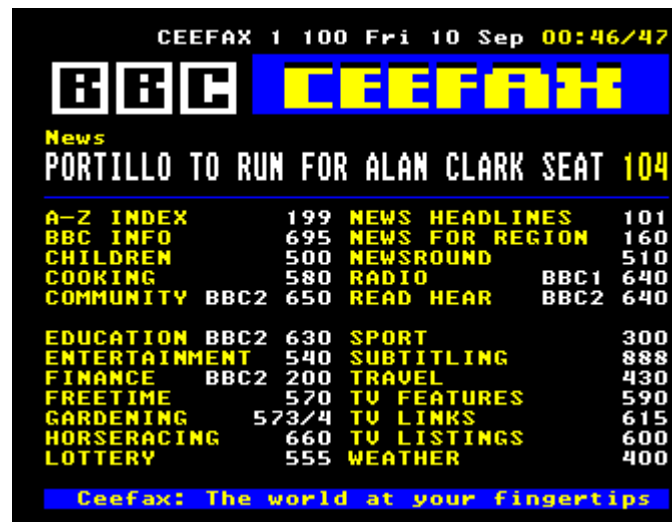 CEEFAX 1 100 Fri 10 Sep 00:46/47
BBC CEEFAX
News
PORTILLO TO RUN FOR ALAN CLARK SEAT 104
A-Z INDEX 199 NEWS HEADLINES 101
BBC INFO 695 NEWS FOR REGION 160
CHILDREN 500 NEWSROUND 510
COOKING 580 RADIO BBC1 640
COMMUNITY BBC2 650 READ HEAR BBC2 640
EDUCATION BBC2 630 SPORT 300
ENTERTAINMENT 540 SUBTITLING 888
FINANCE BBC2 200 TRAVEL 430
FREETIME 570 TV FEATURES 590
GARDENING 573/4 TV LINKS 615
HORSERACING 660 TV LISTINGS 600
LOTTERY 555 WEATHER 400
Ceefax: The world at your fingertips